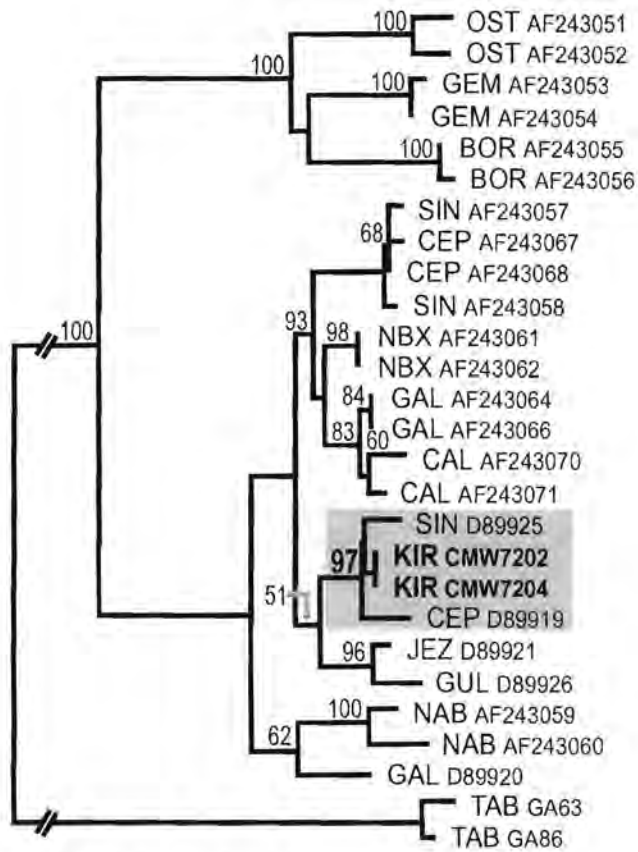 100 OST AF243051
100 OST AF243052
100 GEM AF243053
GEM AF243054
100 BOR AF243055
BOR AF243056
SIN AF243057
68 CEP AF243067
CEP AF243068
SIN AF243058
93
98 NBX AF243061
NBX AF243062
100
84 GAL AF243064
83 60 GAL AF243066
CAL AF243070
CAL AF243071
SIN D89925
97 KIR CMW7202
KIR CMW7204
51
CEP D89919
96 JEZ D89921
GUL D89926
100 NAB AF243059
62 NAB AF243060
GAL D89920
TAB GA63
TAB GA86